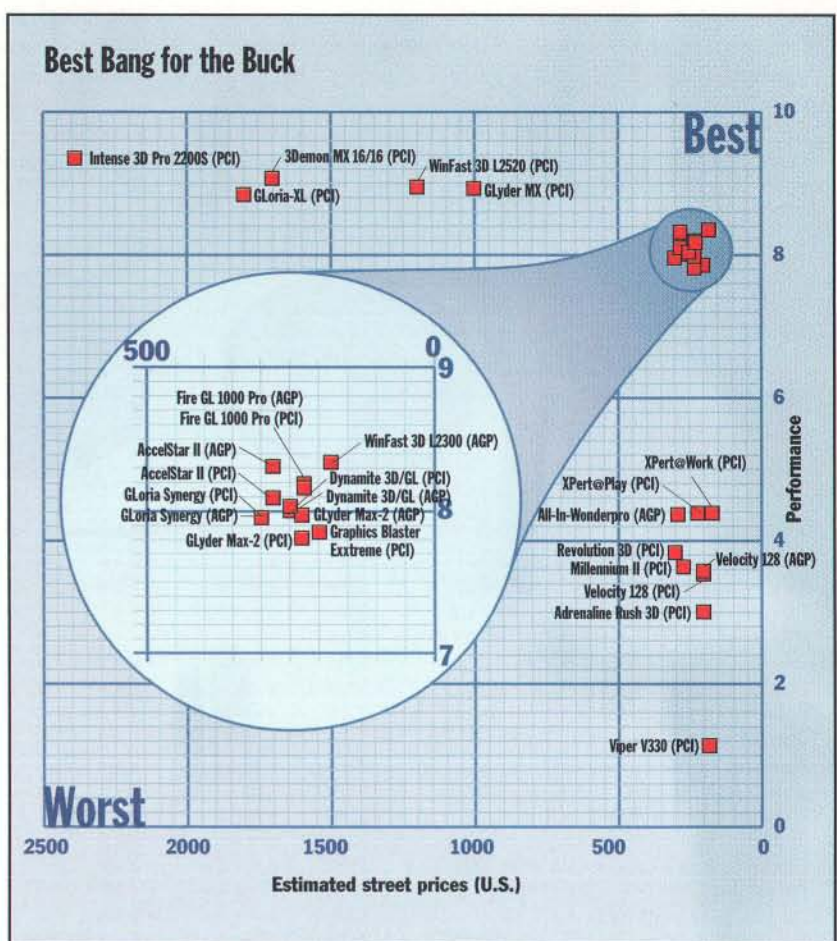 Best Bang for the Buck
10
Best
Intense 3D Pro 2200S (PCI)
3Demon MX 16/16 (PCI)
WinFast 3D L2520 (PCI)
GLoria-XL (PCI)
GLyder MX (PCI)
8
500
0
9
Fire GL 1000 Pro (AGP)
Fire GL 1000 Pro (PCI)
WinFast 3D L2300 (AGP)
AccelStar II (AGP)
AccelStar II (PCI)
Dynamite 3D/GL (PCI)
GLoria Synergy (PCI)
Dynamite 3D/GL (AGP)
GLoria Synergy (AGP)
GLyder Max-2 (AGP)
8
GLyder Max-2 (PCI)
Graphics Blaster
Exxtreme (PCI)
7
6
Performance
XPert@Work (PCI)
XPert@Play (PCI)
All-In-Wonderpro (AGP)
4
Revolution 3D (PCI)
Velocity 128 (AGP)
Millennium II (PCI)
Velocity 128 (PCI)
Adrenaline Rush 3D (PCI)
2
Viper V330 (PCI)
Worst
0
2500
2000
1500
1000
500
0
Estimated street prices (U.S.)